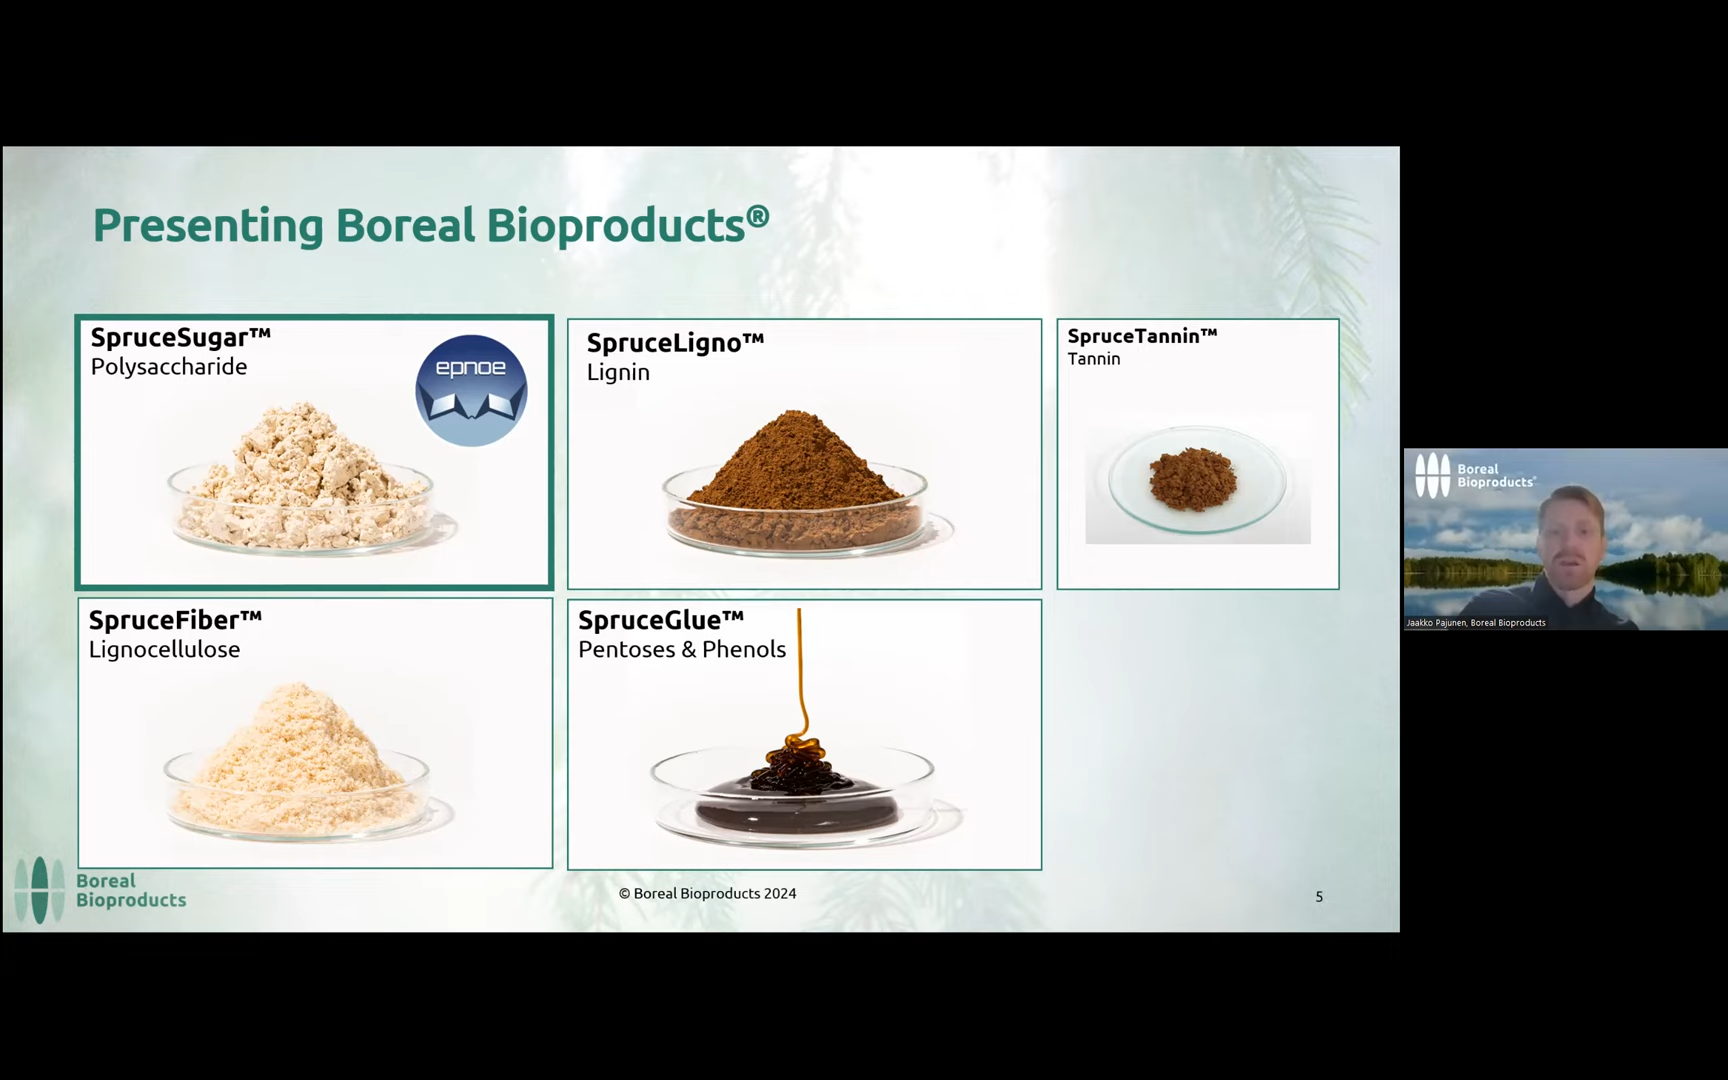 Presenting Boreal Bioproducts®
SpruceSugar™
Polysaccharide
epnoe
SpruceLigno™
Lignin
SpruceTannin™
Tannin
SpruceFiber™
Lignocellulose
SpruceGlue™
Pentoses & Phenols
Boreal
Bioproducts
© Boreal Bioproducts 2024
5
Boreal
Bioproducts®
Jaakko Pajunen, Boreal Bioproducts